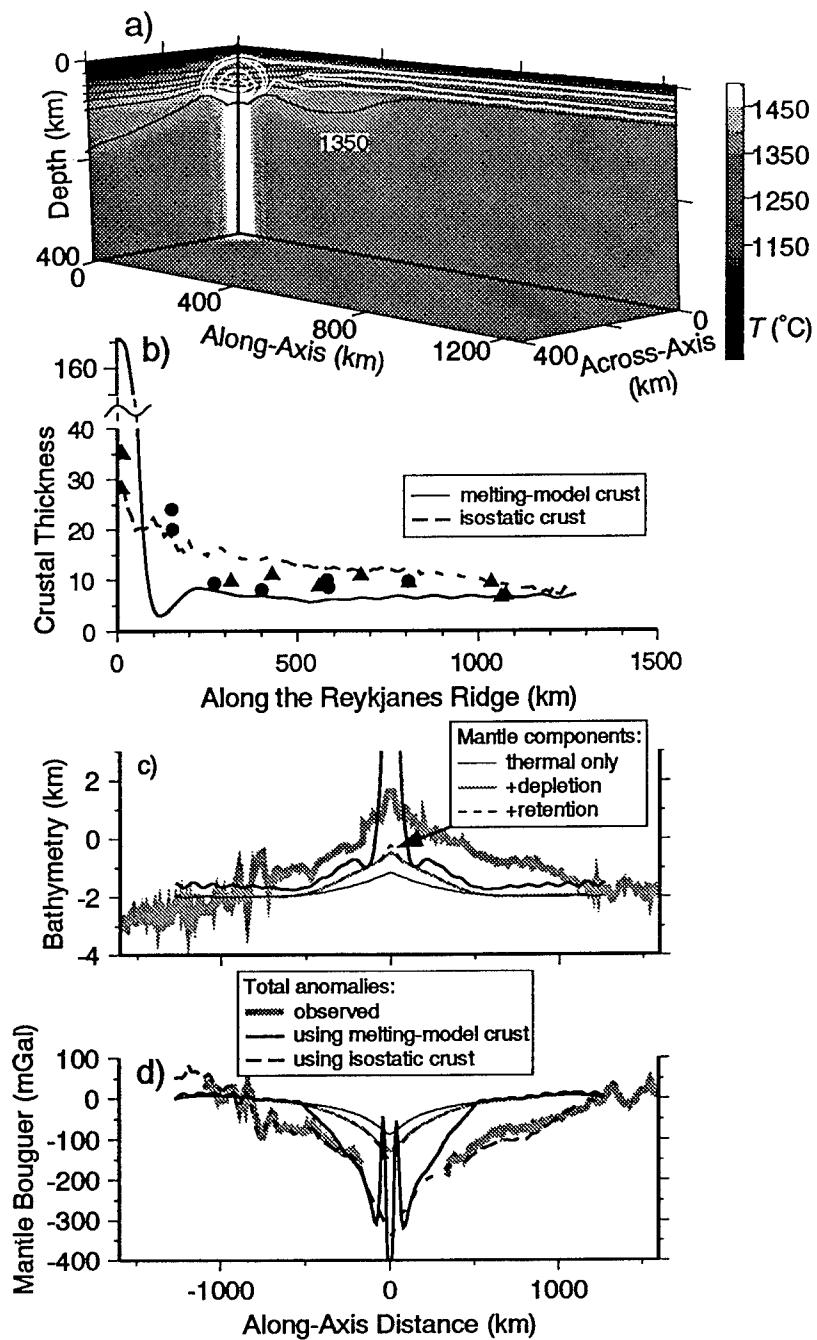 a)
0
Depth (km)
400
0
400
800
1200
Along-Axis (km)
1350
400
0
Across-Axis
(km)
1450
1350
1250
1150
T (°C)
b)
160
40
30
20
10
0
Crustal Thickness
melting-model crust
isostatic crust
0
500
1000
1500
Along the Reykjanes Ridge (km)
c)
Mantle components:
thermal only
+depletion
+retention
2
0
-2
-4
Bathymetry (km)
Total anomalies:
observed
using melting-model crust
using isostatic crust
d)
100
0
-100
-200
-300
-400
Mantle Bouguer (mGal)
-1000
0
1000
Along-Axis Distance (km)